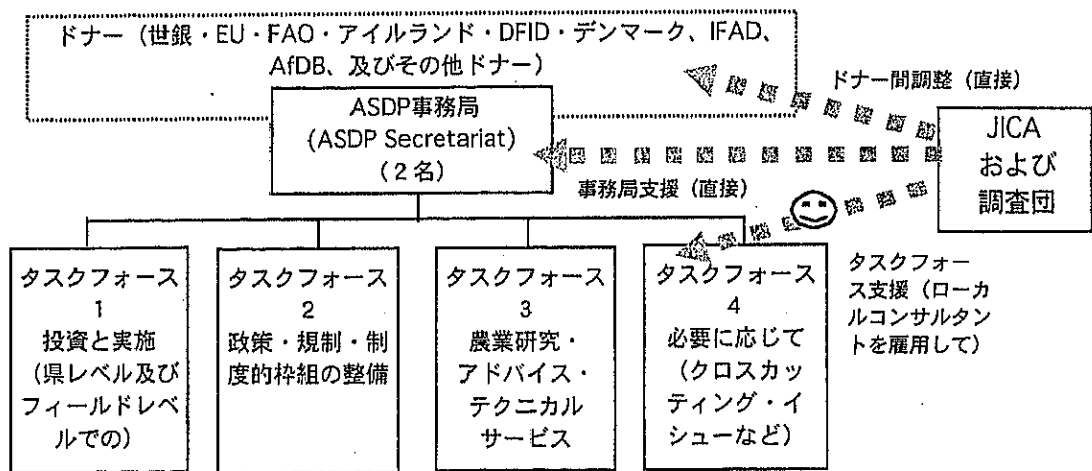 ドナー（世銀・EU・FAO・アイルランド・DFID・デンマーク、IFAD、
AfDB、及びその他ドナー）
ドナー間調整（直接）
ASDP事務局
(ASDP Secretariat)
（２名）
JICA
および
調査団
事務局支援（直接）
タスクフォース
1
投資と実施
（県レベル及び
フィールドレベ
ルでの）
タスクフォース
2
政策・規制・制
度的枠組の整備
タスクフォース
3
農業研究・
アドバイス・
テクニカル
サービス
タスクフォース
4
必要に応じて
（クロスカッ
ティング・イ
シューなど）
タスクフォー
ス支援（ローカ
ルコンサルタン
トを雇用して）